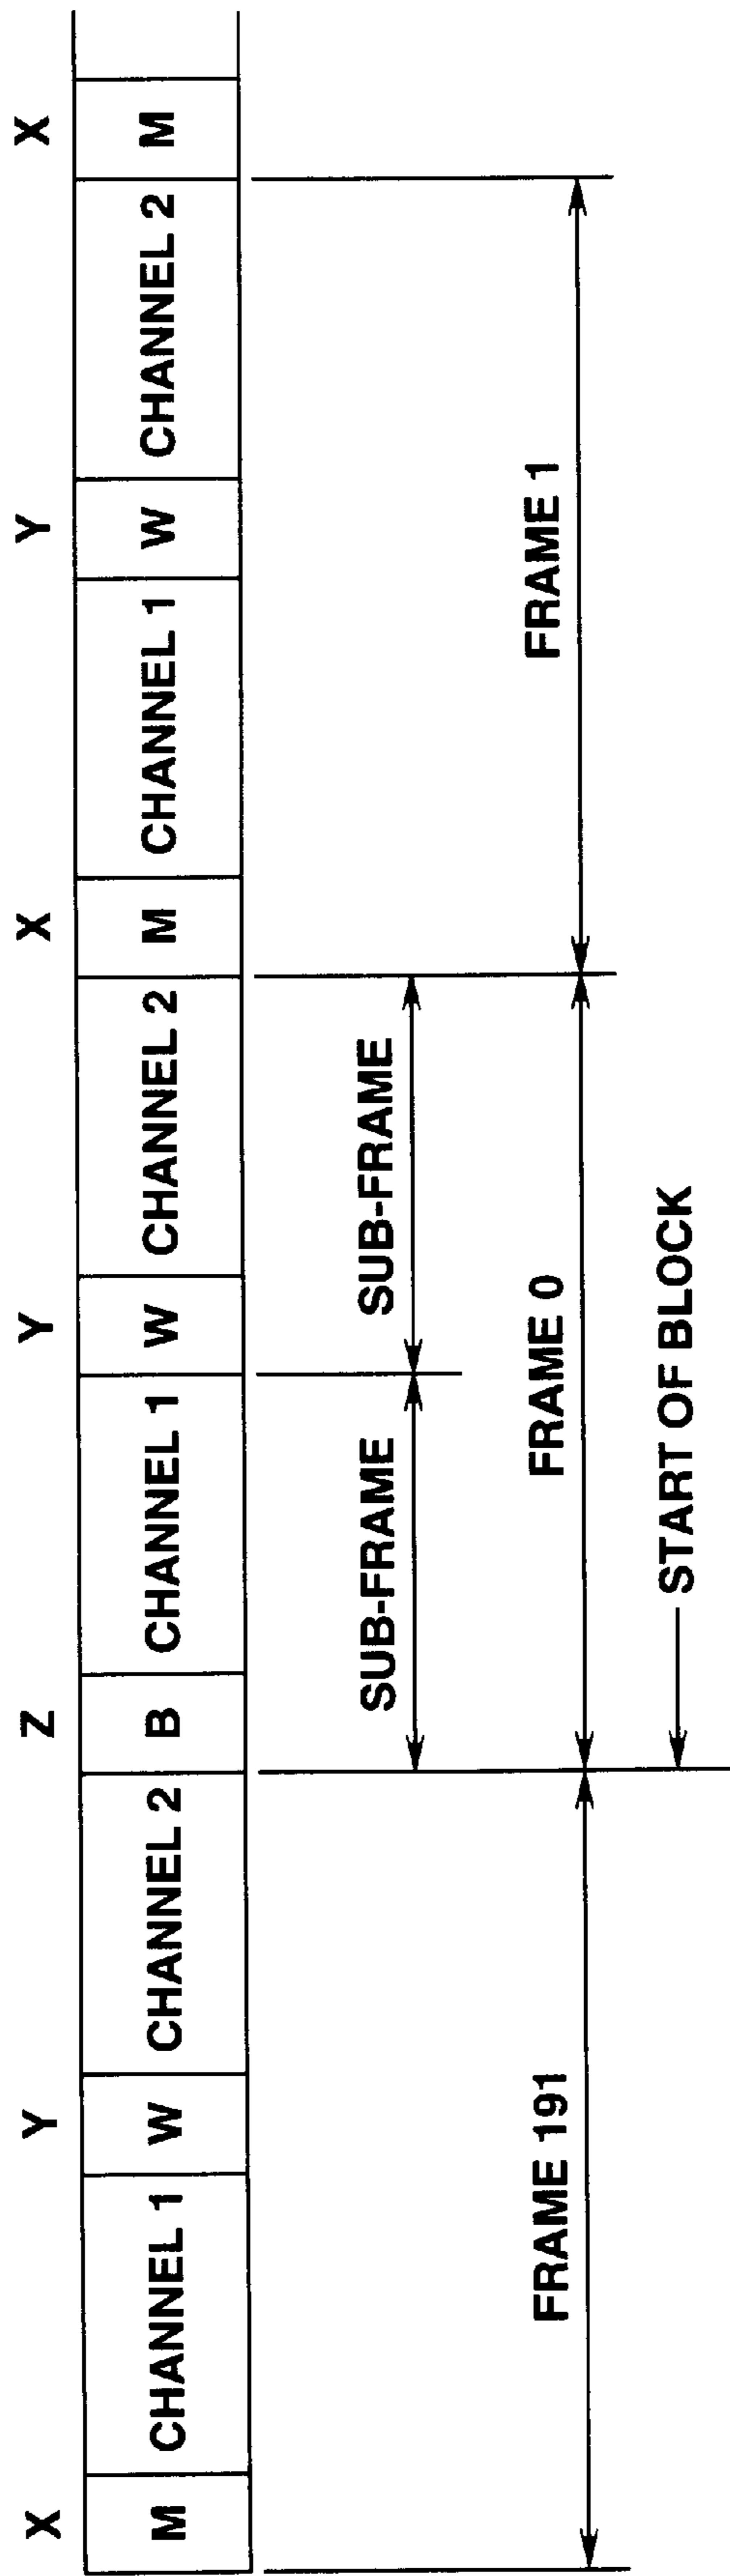 X Y Z Y X Y X
M CHANNEL 1 W CHANNEL 2 B CHANNEL 1 W CHANNEL 2 M CHANNEL 1 W CHANNEL 2 M
SUB-FRAME SUB-FRAME
FRAME 191 FRAME 0 FRAME 1
START OF BLOCK